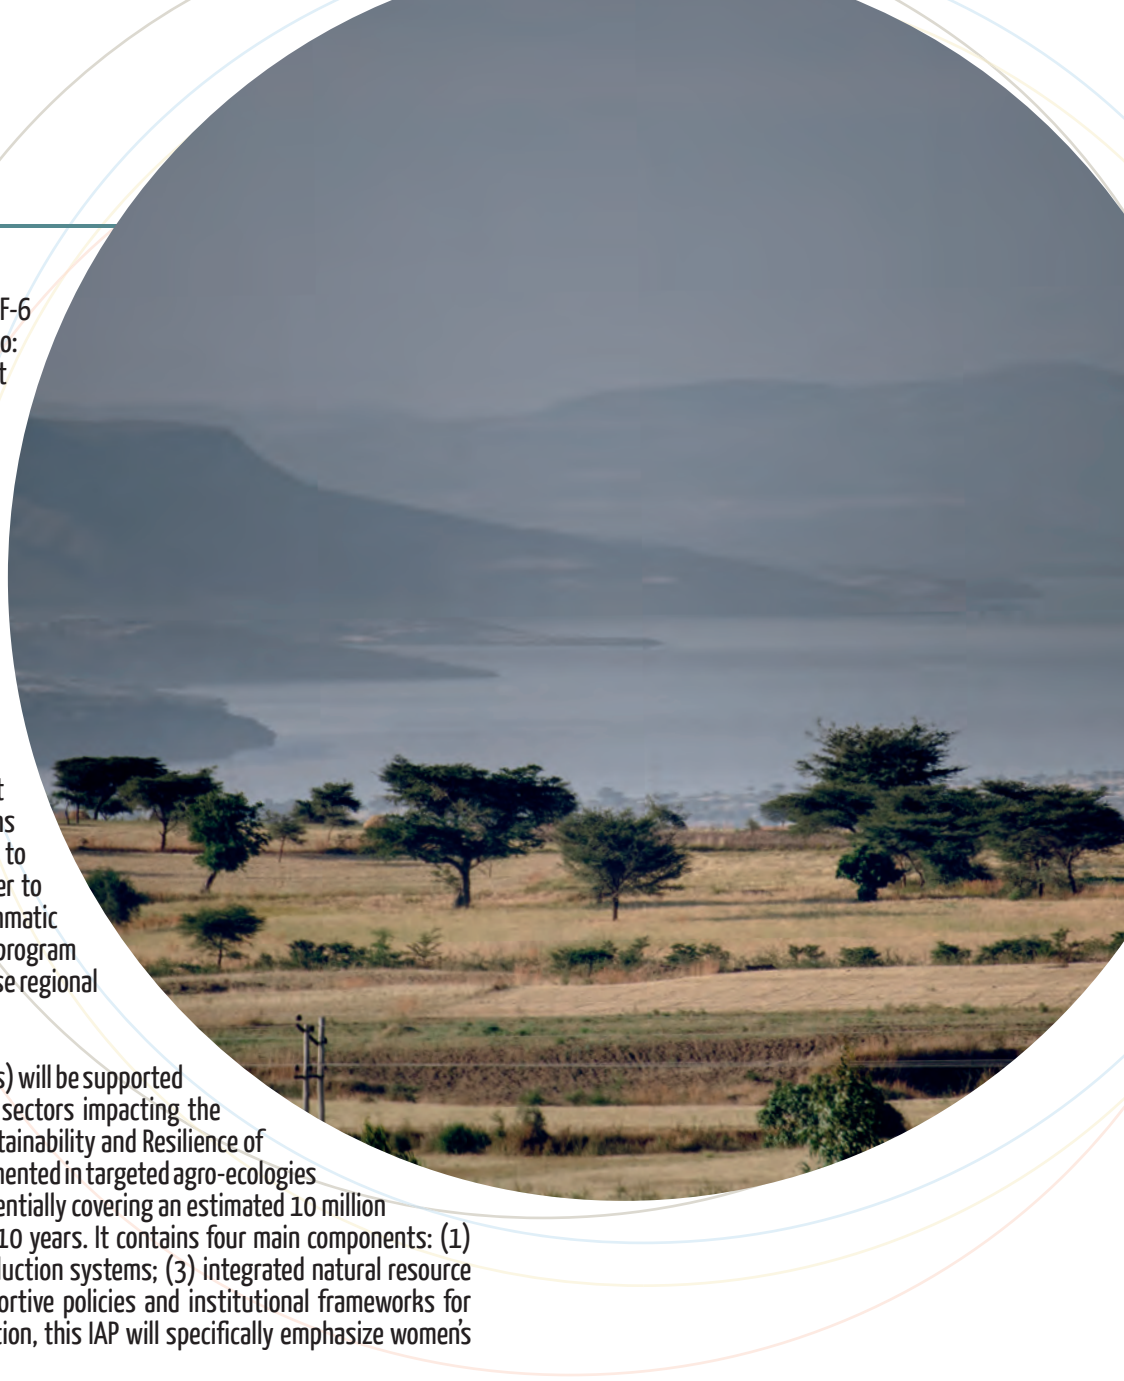 F-6
o:
t
t
ns
to
er to
nmatic
program
se regional
s) will be supported
sectors impacting the
tainability and Resilience of
nented in targeted agro-ecologies
entially covering an estimated 10 million
10 years. It contains four main components: (1)
luction systems; (3) integrated natural resource
ortive policies and institutional frameworks for
tion, this IAP will specifically emphasize women's